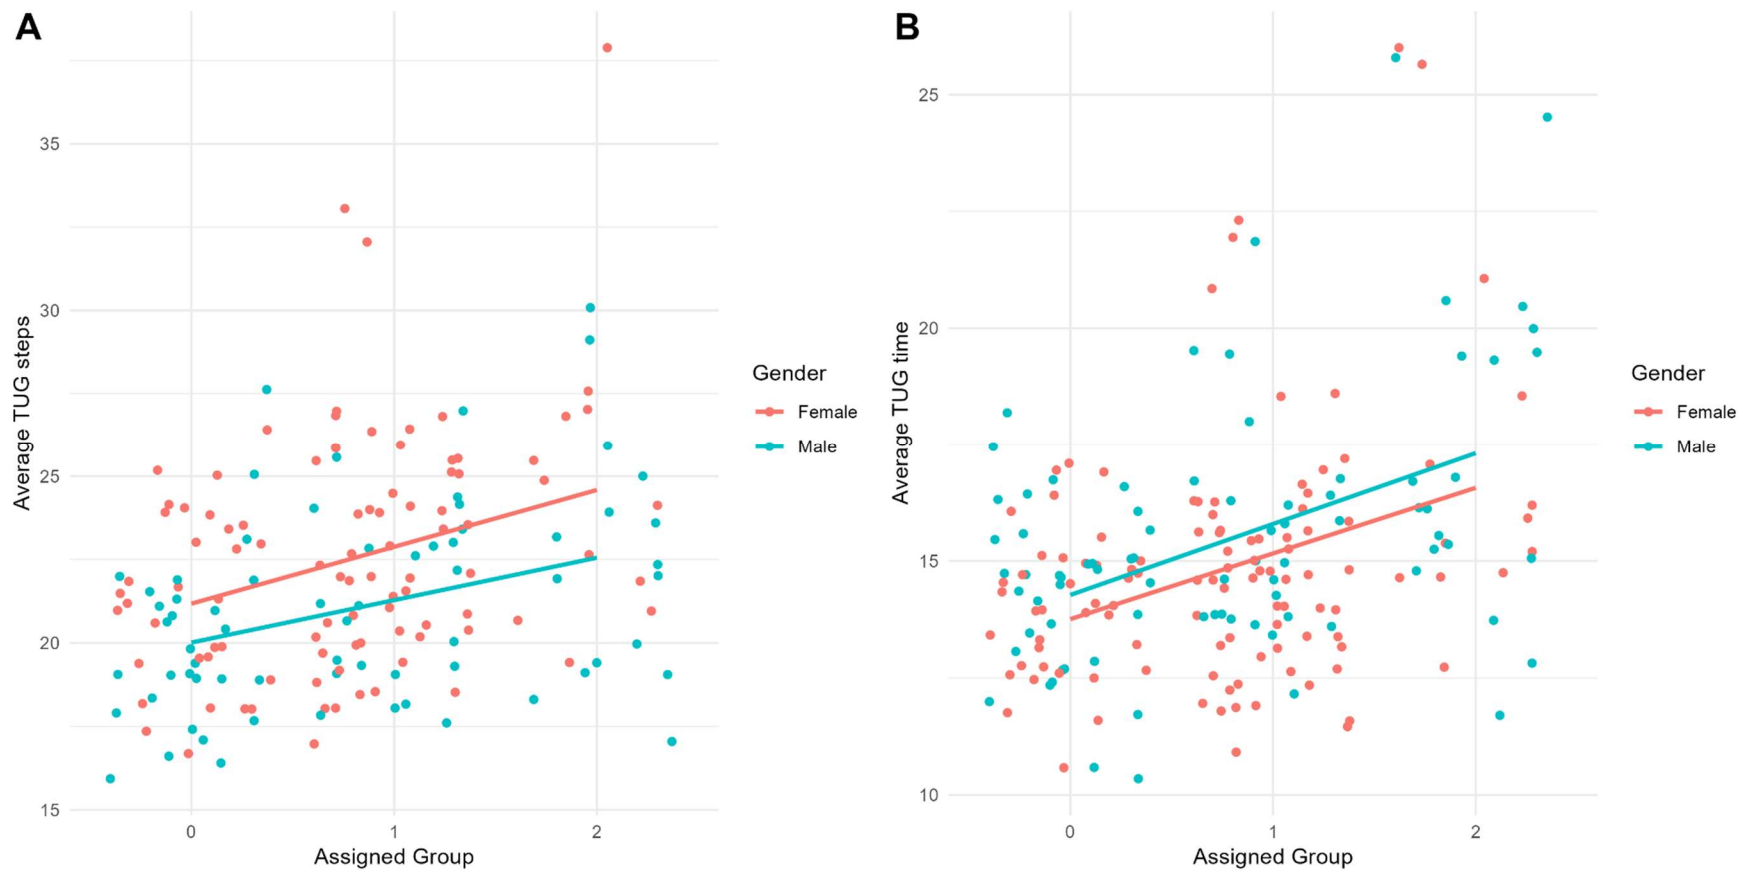 A
Average TUG steps
35
30
25
20
15
0 1 2
Assigned Group
Gender
Female
Male
B
Average TUG time
25
20
15
10
0 1 2
Assigned Group
Gender
Female
Male